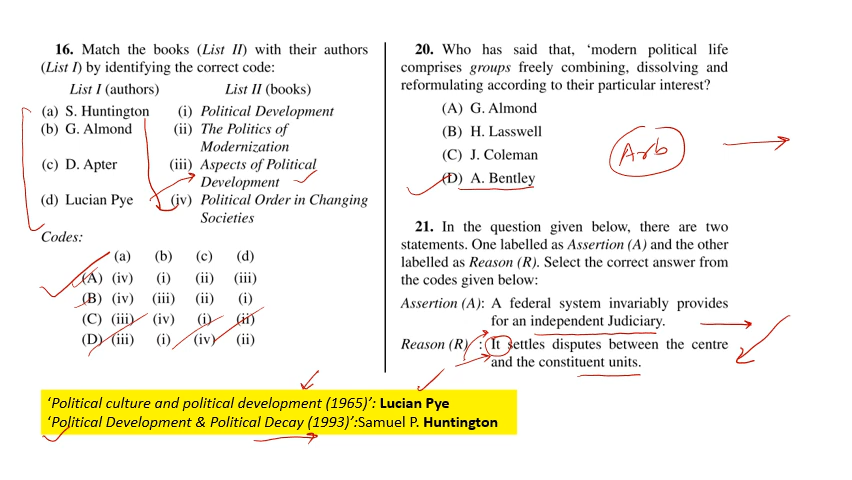 16. Match the books (List II) with their authors
(List I) by identifying the correct code:
List I (authors) List II (books)
(a) S. Huntington (i) Political Development
(b) G. Almond (ii) The Politics of
Modernization
(c) D. Apter (iii) Aspects of Political
Development
(d) Lucian Pye (iv) Political Order in Changing
Societies
Codes:
(a) (b) (c) (d)
(A) (iv) (i) (ii) (iii)
(B) (iv) (iii) (ii) (i)
(C) (iii) (iv) (i) (ii)
(D) (iii) (i) (iv) (ii)
20. Who has said that, ‘modern political life
comprises groups freely combining, dissolving and
reformulating according to their particular interest?
(A) G. Almond
(B) H. Lasswell
(C) J. Coleman
(D) A. Bentley
Arb
21. In the question given below, there are two
statements. One labelled as Assertion (A) and the other
labelled as Reason (R). Select the correct answer from
the codes given below:
Assertion (A): A federal system invariably provides
for an independent Judiciary.
Reason (R) : It settles disputes between the centre
and the constituent units.
‘Political culture and political development (1965)’: Lucian Pye
‘Political Development & Political Decay (1993)’:Samuel P. Huntington